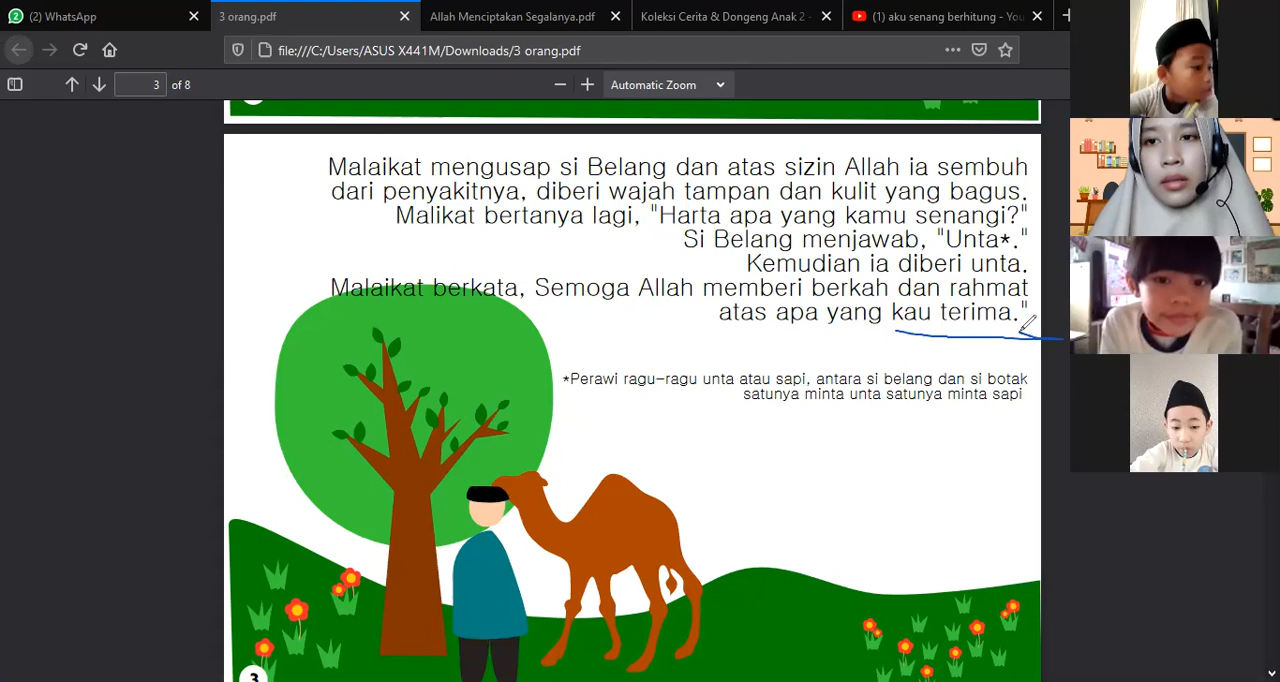 (2) WhatsApp
3 orang.pdf
Allah Menciptakan Segalanya.pdf
Koleksi Cerita & Dongeng Anak 2 -
(1) aku senang berhitung - You
file:///C:/Users/ASUS X441M/Downloads/3 orang.pdf
3 of 8
Automatic Zoom
Malaikat mengusap si Belang dan atas sizin Allah ia sembuh
dari penyakitnya, diberi wajah tampan dan kulit yang bagus.
Malikat bertanya lagi, "Harta apa yang kamu senangi?"
Si Belang menjawab, "Unta*."
Kemudian ia diberi unta.
Malaikat berkata, Semoga Allah memberi berkah dan rahmat
atas apa yang kau terima."
*Perawi ragu-ragu unta atau sapi, antara si belang dan si botak
satunya minta unta satunya minta sapi
3